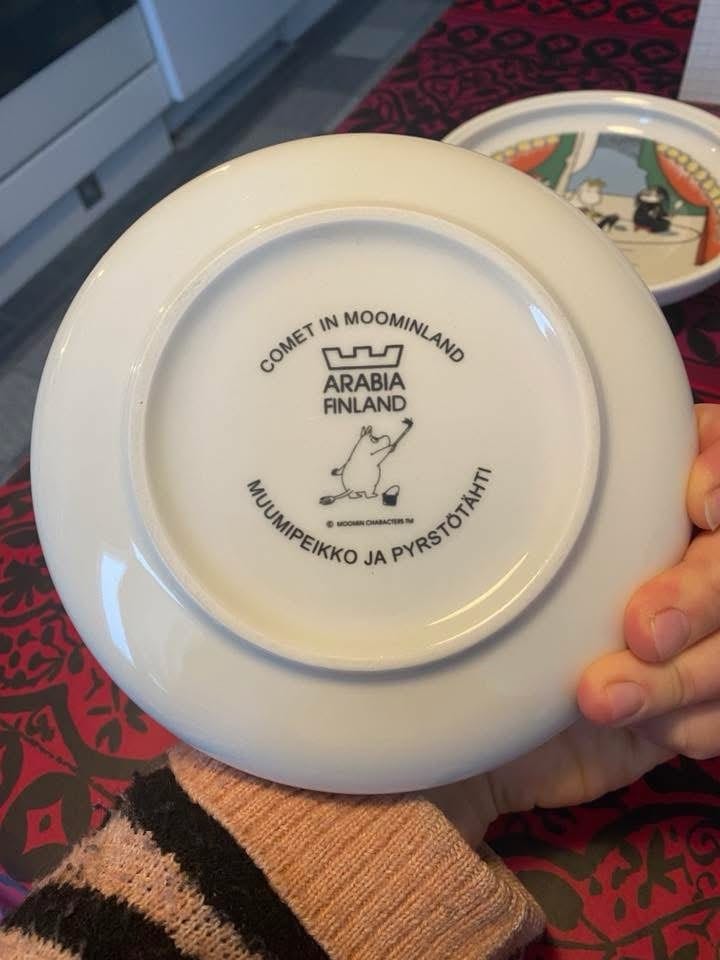 COMET IN MOOMINLAND
ARABIA
FINLAND
© MOOMIN CHARACTERS TM
MUUMIPEIKKO JA PYRSTÖTÄHTI